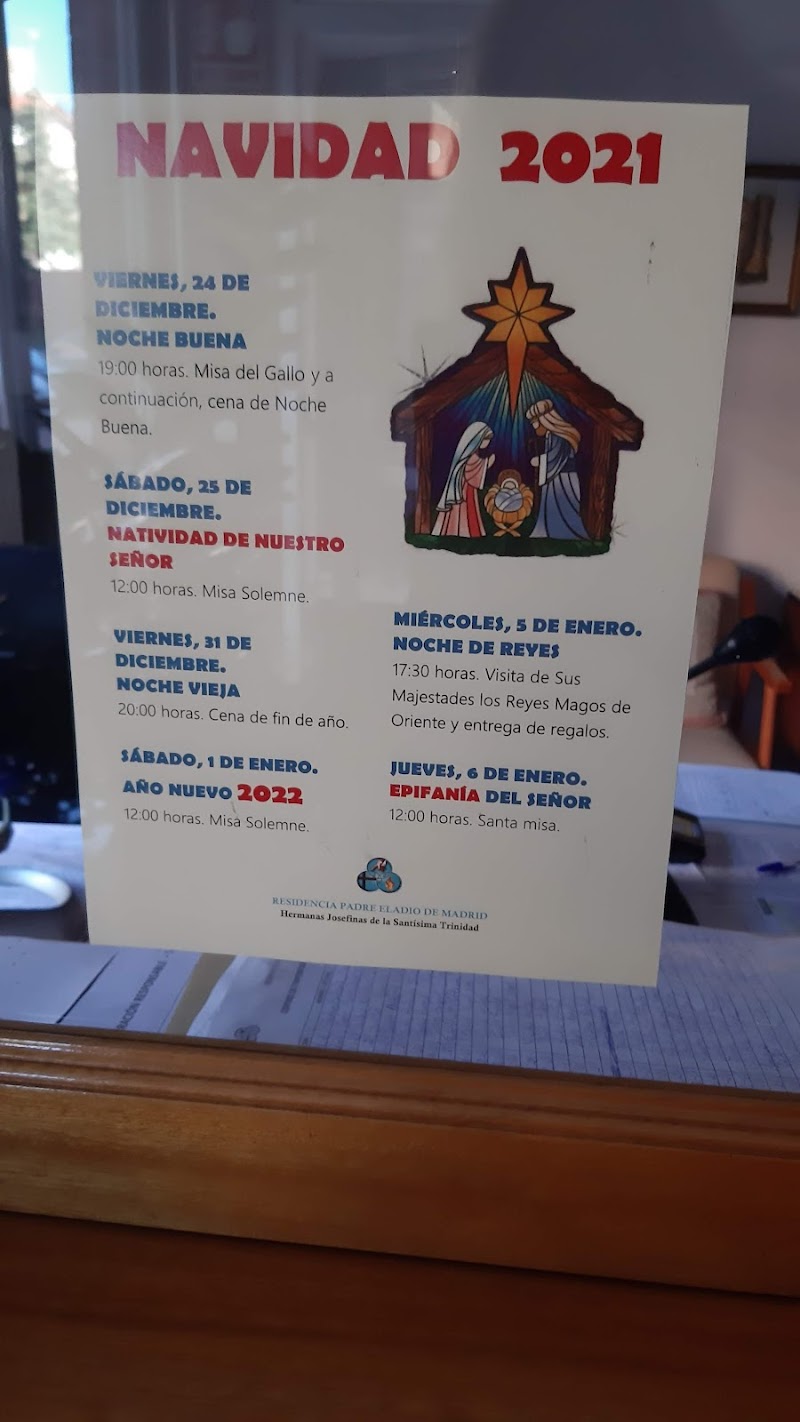 NAVIDAD 2021
VIERNES, 24 DE
DICIEMBRE.
NOCHE BUENA
19:00 horas. Misa del Gallo y a
continuación, cena de Noche
Buena.
SÁBADO, 25 DE
DICIEMBRE.
NATIVIDAD DE NUESTRO
SEÑOR
12:00 horas. Misa Solemne.
VIERNES, 31 DE
DICIEMBRE.
NOCHE VIEJA
20:00 horas. Cena de fin de año.
SÁBADO, 1 DE ENERO.
AÑO NUEVO 2022
12:00 horas. Misa Solemne.
MIÉRCOLES, 5 DE ENERO.
NOCHE DE REYES
17:30 horas. Visita de Sus
Majestades los Reyes Magos de
Oriente y entrega de regalos.
JUEVES, 6 DE ENERO.
EPIFANÍA DEL SEÑOR
12:00 horas. Santa misa.
RESIDENCIA PADRE ELADIO DE MADRID
Hermanas Josefinas de la Santísima Trinidad
RESPONSABLE